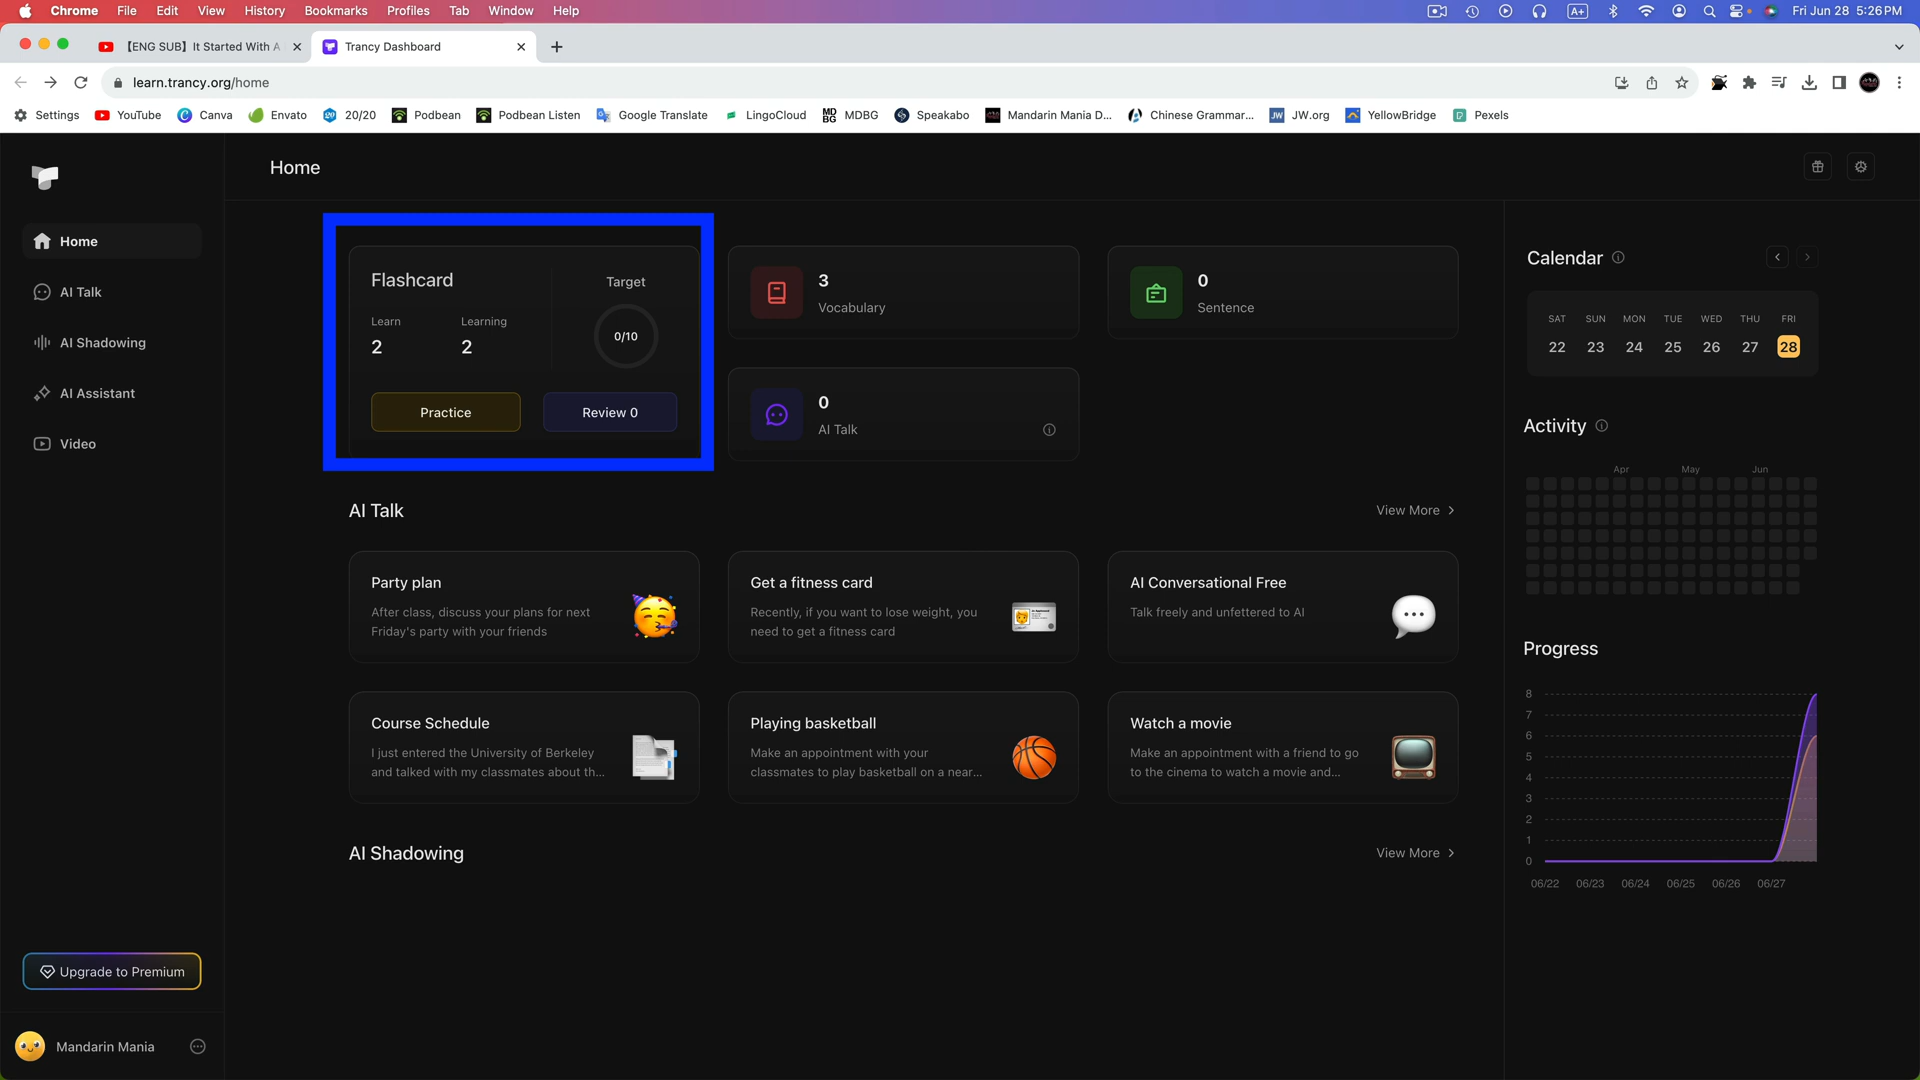 Chrome File Edit View History Bookmarks Profiles Tab Window Help
A+
Fri Jun 28 5:26 PM
【ENG SUB】It Started With A
Trancy Dashboard
learn.trancy.org/home
Settings YouTube Canva Envato 20/20 Podbean Podbean Listen Google Translate LingoCloud MDBG Speakabo Mandarin Mania D... Chinese Grammar... JW.org YellowBridge Pexels
Home
Home
AI Talk
AI Shadowing
AI Assistant
Video
Upgrade to Premium
Mandarin Mania
Flashcard
Target
Learn
Learning
2
2
0/10
Practice
Review 0
3
Vocabulary
0
Sentence
0
AI Talk
AI Talk
View More
Party plan
After class, discuss your plans for next
Friday's party with your friends
Get a fitness card
Recently, if you want to lose weight, you
need to get a fitness card
AI Conversational Free
Talk freely and unfettered to AI
Course Schedule
I just entered the University of Berkeley
and talked with my classmates about th...
Playing basketball
Make an appointment with your
classmates to play basketball on a near...
Watch a movie
Make an appointment with a friend to go
to the cinema to watch a movie and...
AI Shadowing
View More
Calendar
SAT SUN MON TUE WED THU FRI
22 23 24 25 26 27 28
Activity
Apr May Jun
Progress
8
7
6
5
4
3
2
1
0
06/22 06/23 06/24 06/25 06/26 06/27